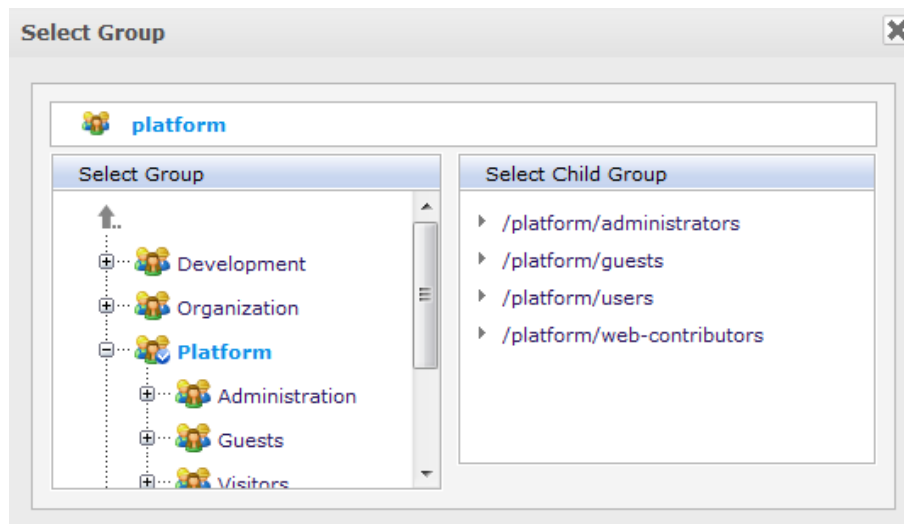 Select Group
platform
Select Group
Development
Organization
Platform
Administration
Guests
Visitors
Select Child Group
/platform/administrators
/platform/guests
/platform/users
/platform/web-contributors